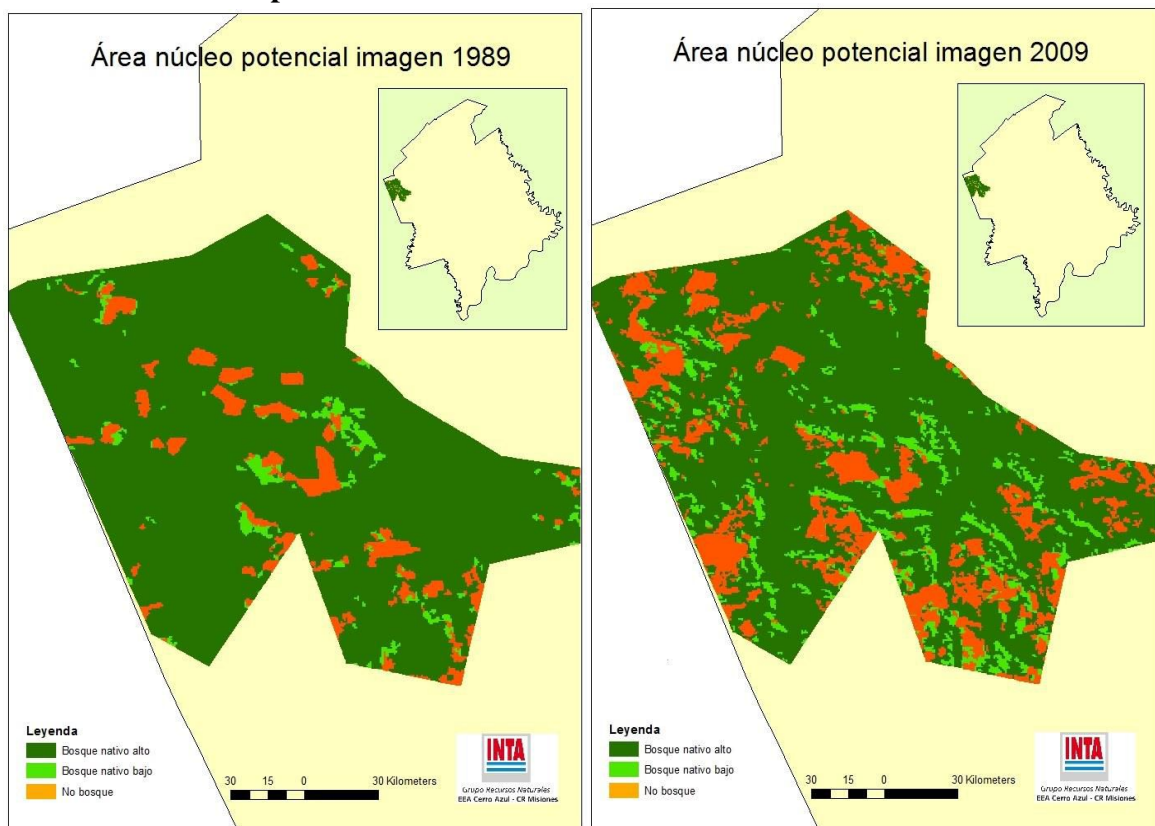 Área núcleo potencial imagen 1989
Leyenda
Bosque nativo alto
Bosque nativo bajo
No bosque
30 15 0 30 Kilometers
INTA
Grupo Recursos Naturales
EEA Cerro Azul - CR Misiones
Área núcleo potencial imagen 2009
Leyenda
Bosque nativo alto
Bosque nativo bajo
No bosque
30 15 0 30 Kilometers
INTA
Grupo Recursos Naturales
EEA Cerro Azul - CR Misiones